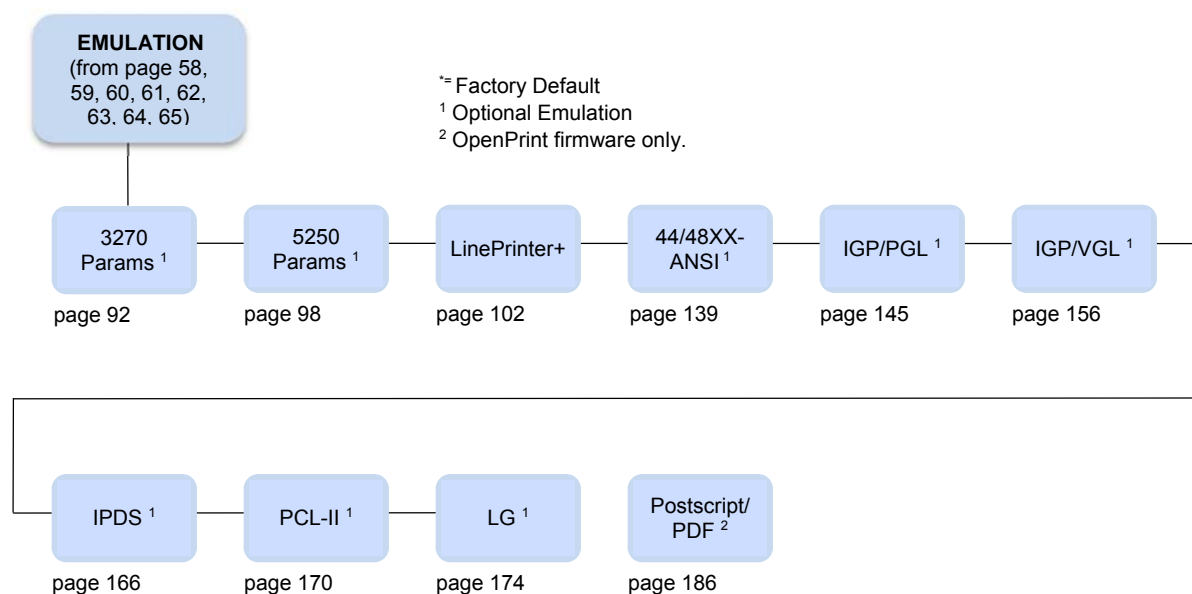 EMULATION
(from page 58,
59, 60, 61, 62,
63, 64, 65)
*= Factory Default
1 Optional Emulation
2 OpenPrint firmware only.
3270
Params 1
5250
Params 1
LinePrinter+
44/48XX-
ANSI 1
IGP/PGL 1
IGP/VGL 1
page 92
page 98
page 102
page 139
page 145
page 156
IPDS 1
PCL-II 1
LG 1
Postscript/
PDF 2
page 166
page 170
page 174
page 186